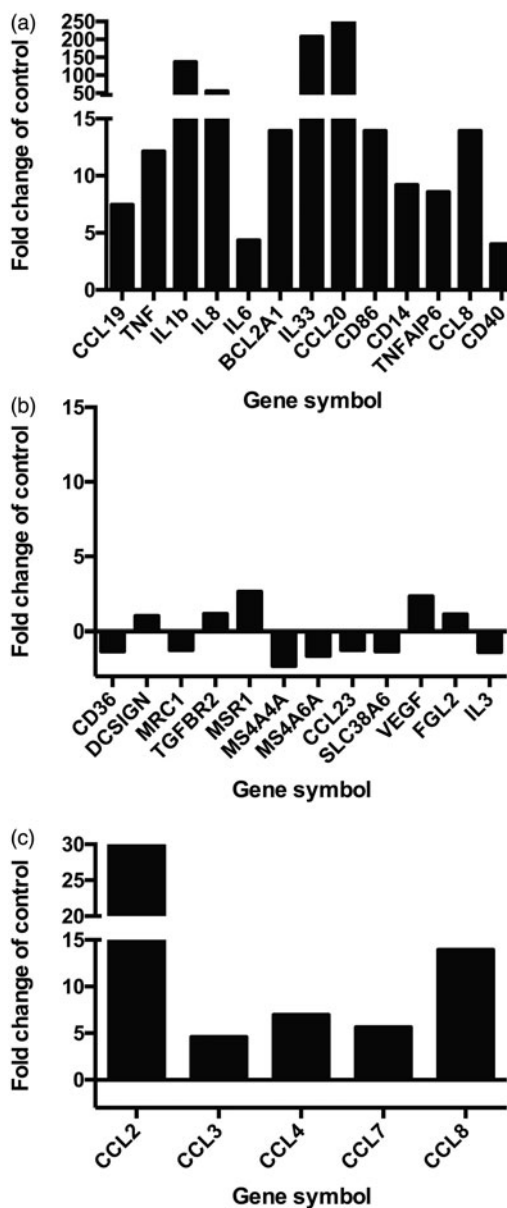 (a)
Fold change of control
250
200
150
100
50
15
10
5
0
CCL19
TNF
IL1b
IL8
IL6
BCL2A1
IL33
CCL20
CD86
CD14
TNFAIP6
CCL8
CD40
Gene symbol
(b)
Fold change of control
15
10
5
0
CD36
DCSIGN
MRC1
TGFBR2
MSR1
MS4A4A
MS4A6A
CCL23
SLC38A6
VEGF
FGL2
IL3
Gene symbol
(c)
Fold change of control
30
25
20
15
10
5
0
CCL2
CCL3
CCL4
CCL7
CCL8
Gene symbol